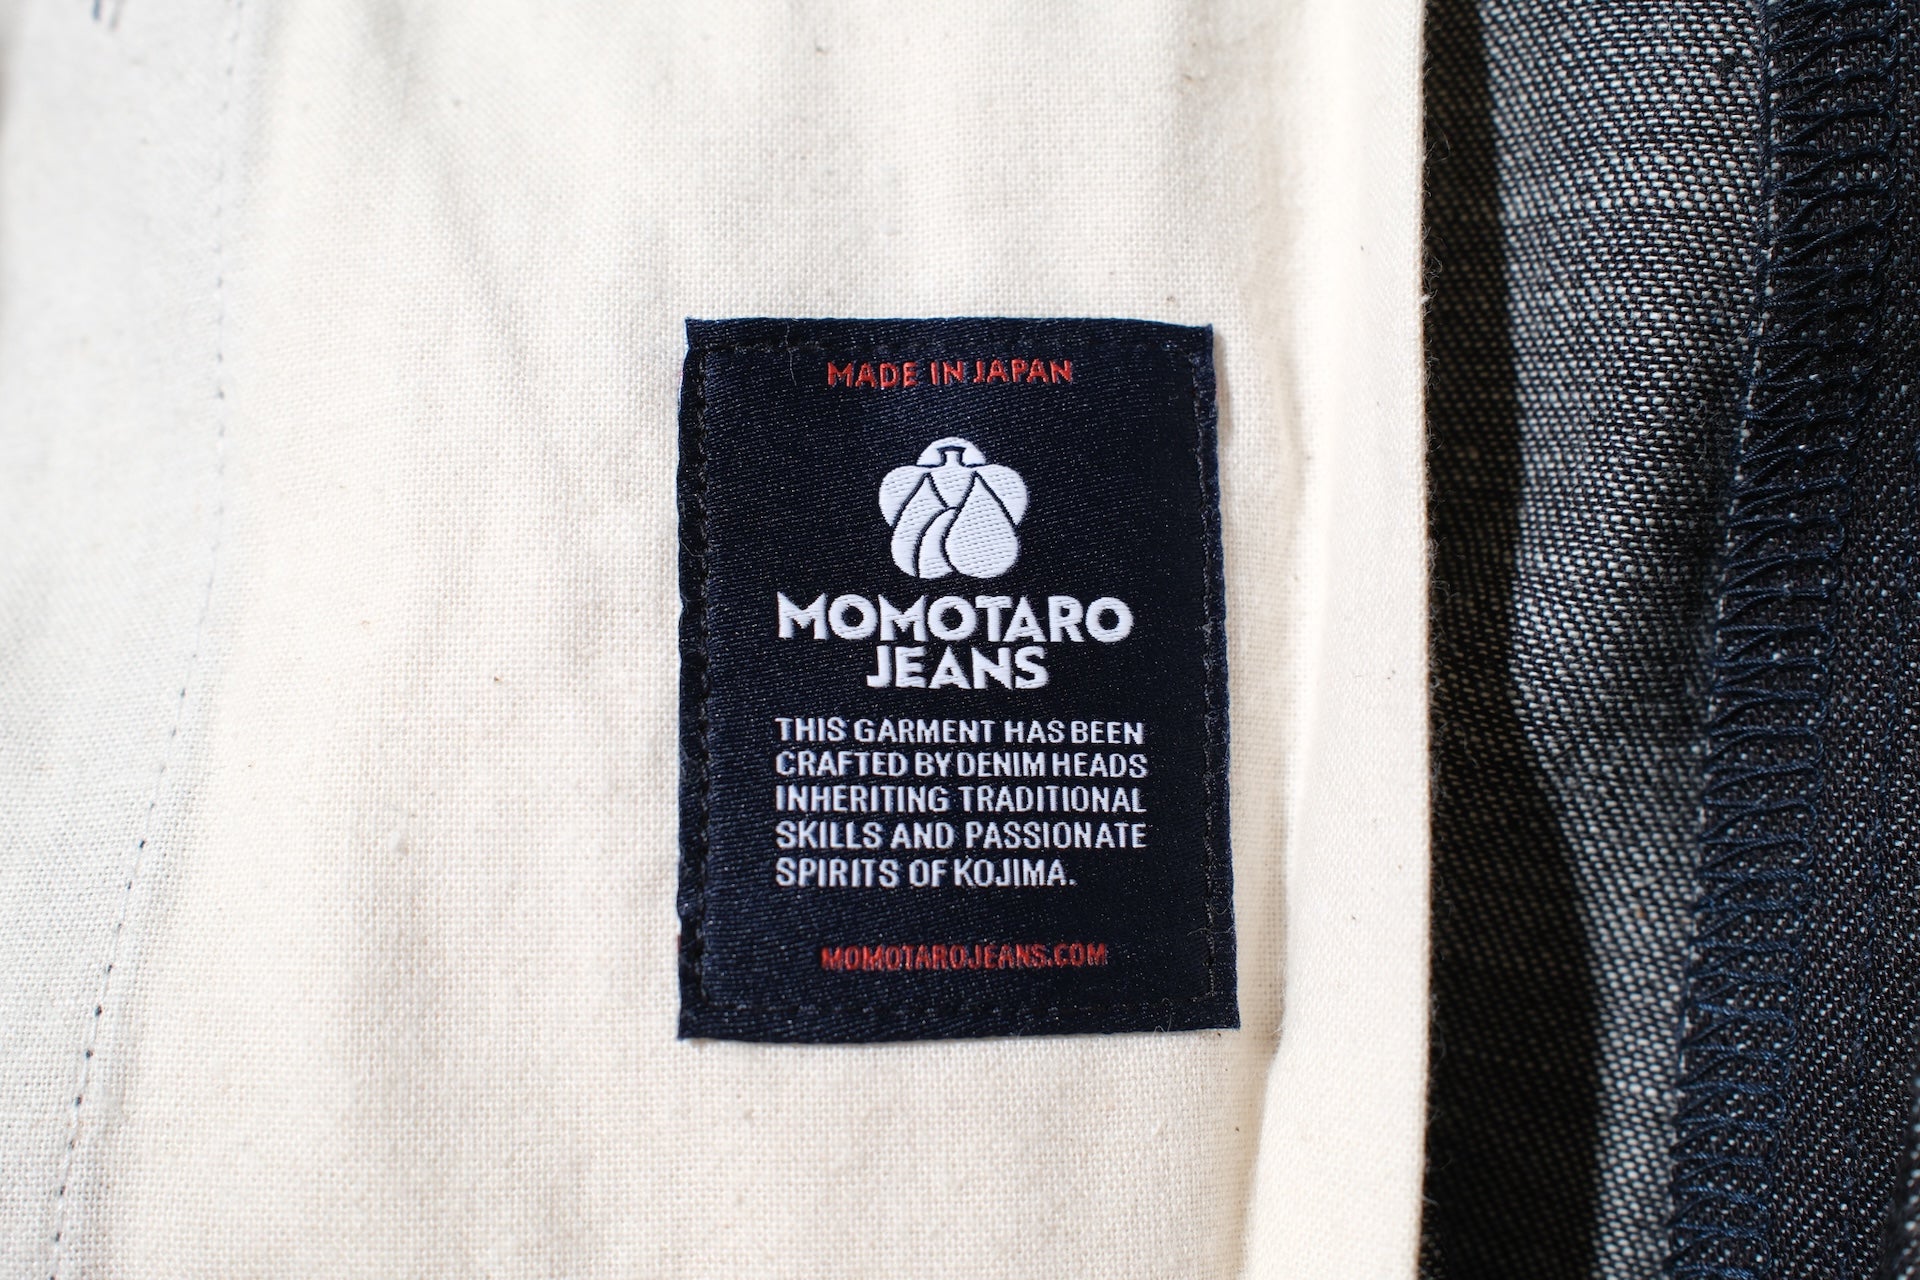 MADE IN JAPAN
MOMOTARO
JEANS
THIS GARMENT HAS BEEN
CRAFTED BY DENIM HEADS
INHERITING TRADITIONAL
SKILLS AND PASSIONATE
SPIRITS OF KOJIMA.
MOMOTAROJEANS.COM